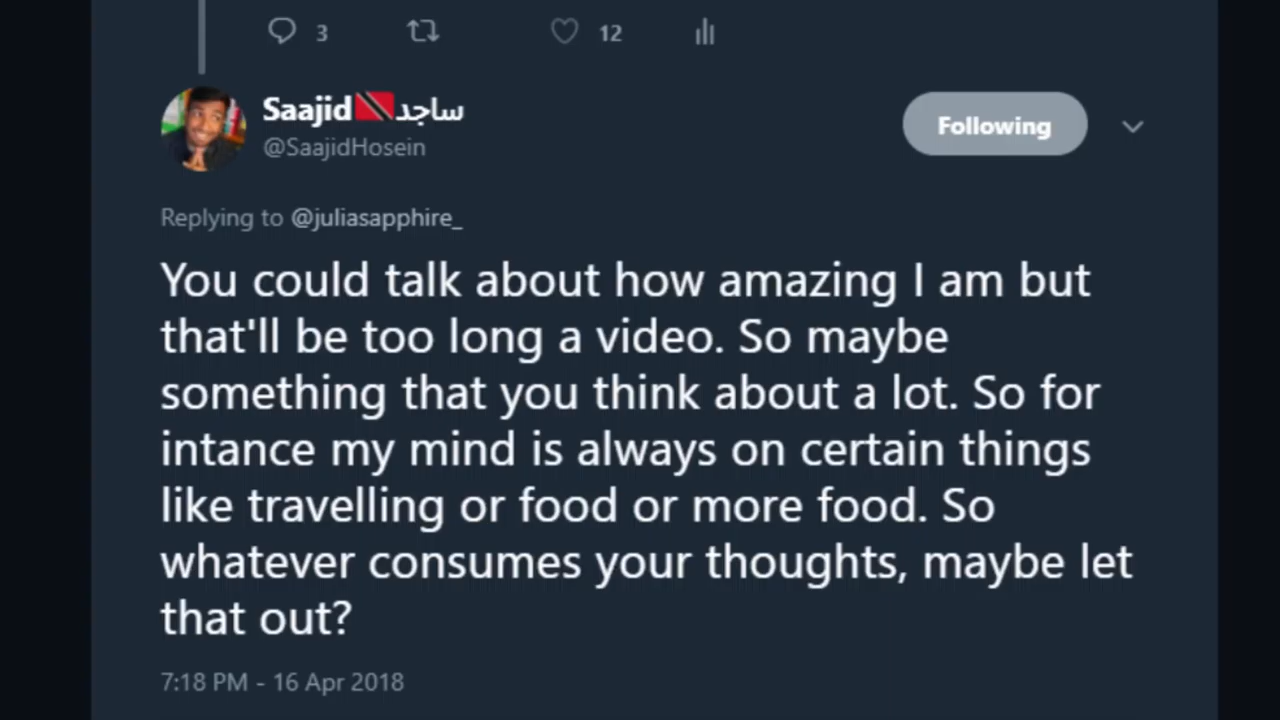 3 12
Saajid🇹🇹ساجد
@SaajidHosein
Following
Replying to @juliasapphire_
You could talk about how amazing I am but
that'll be too long a video. So maybe
something that you think about a lot. So for
intance my mind is always on certain things
like travelling or food or more food. So
whatever consumes your thoughts, maybe let
that out?
7:18 PM - 16 Apr 2018